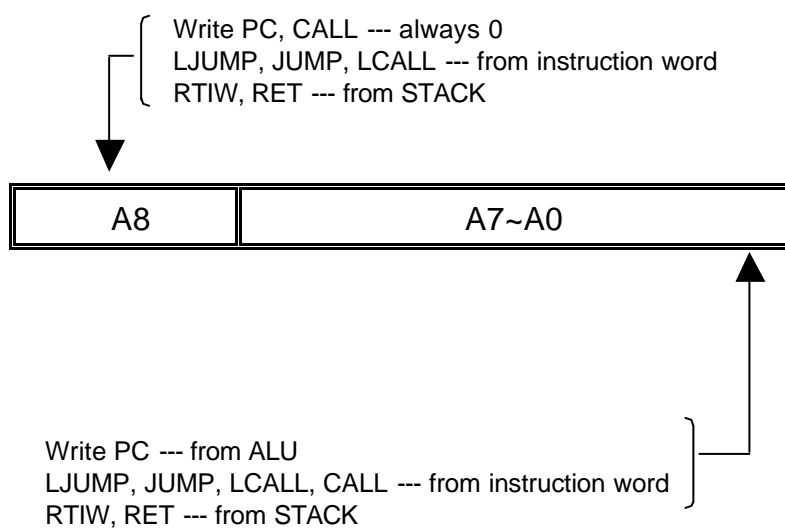 Write PC, CALL --- always 0
LJUMP, JUMP, LCALL --- from instruction word
RTIW, RET --- from STACK
A8 A7~A0
Write PC --- from ALU
LJUMP, JUMP, LCALL, CALL --- from instruction word
RTIW, RET --- from STACK